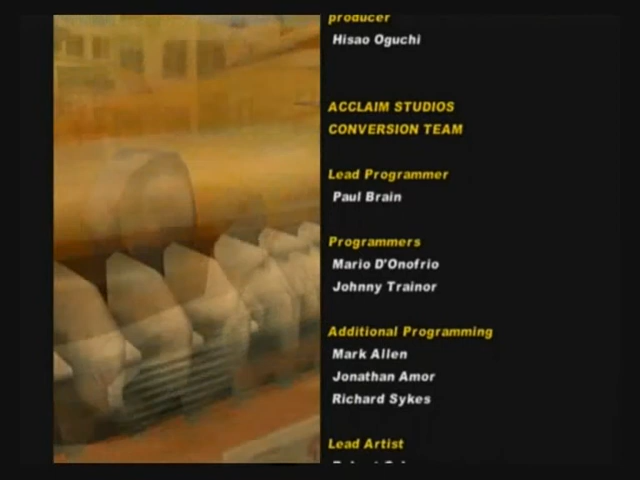 producer
Hisao Oguchi
ACCLAIM STUDIOS
CONVERSION TEAM
Lead Programmer
Paul Brain
Programmers
Mario D'Onofrio
Johnny Trainor
Additional Programming
Mark Allen
Jonathan Amor
Richard Sykes
Lead Artist